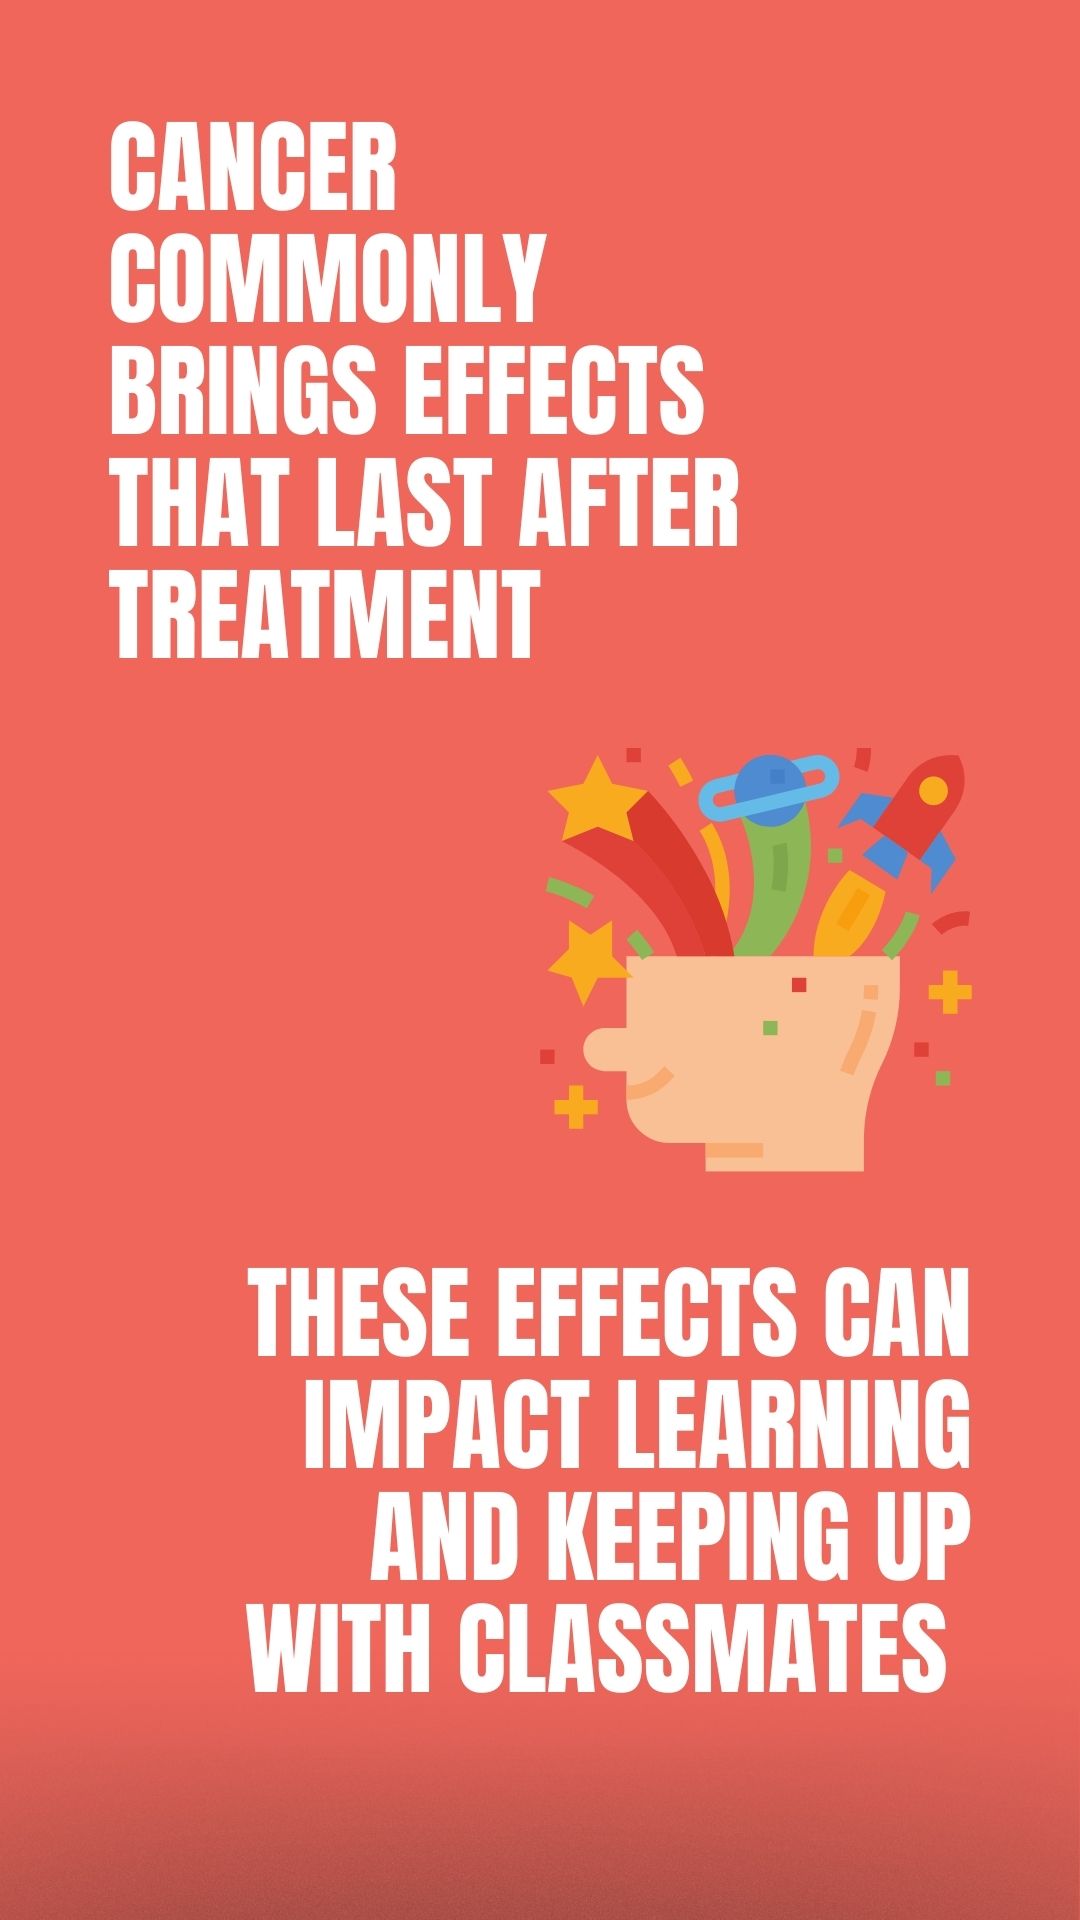 CANCER
COMMONLY
BRINGS EFFECTS
THAT LAST AFTER
TREATMENT
THESE EFFECTS CAN
IMPACT LEARNING
AND KEEPING UP
WITH CLASSMATES